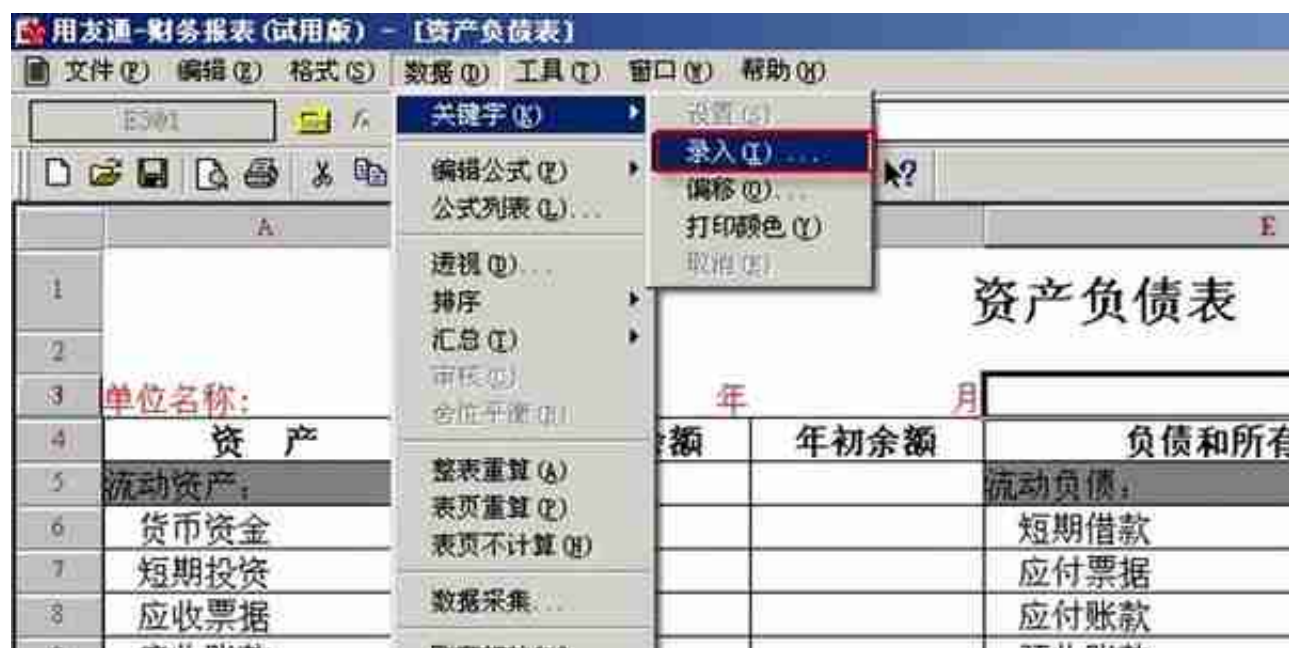 用友通-财务报表(试用版) - [资产负债表]
文件(F) 编辑(E) 格式(S) 数据(D) 工具(T) 窗口(W) 帮助(H)
E3@1 fx
关键字(K)
编辑公式(F)
公式列表(L)...
透视(D)...
排序
汇总(T)
审核(C)
舍位平衡(B)
整表重算(A)
表页重算(P)
表页不计算(H)
数据采集...
设置(S)
录入(I)...
偏移(O)...
打印颜色(Y)
取消(E)
A E
1 资产负债表
2
3 单位名称: 年 月
4 资 产 余额 年初余额 负债和所有
5 流动资产: 流动负债:
6 货币资金 短期借款
7 短期投资 应付票据
8 应收票据 应付账款